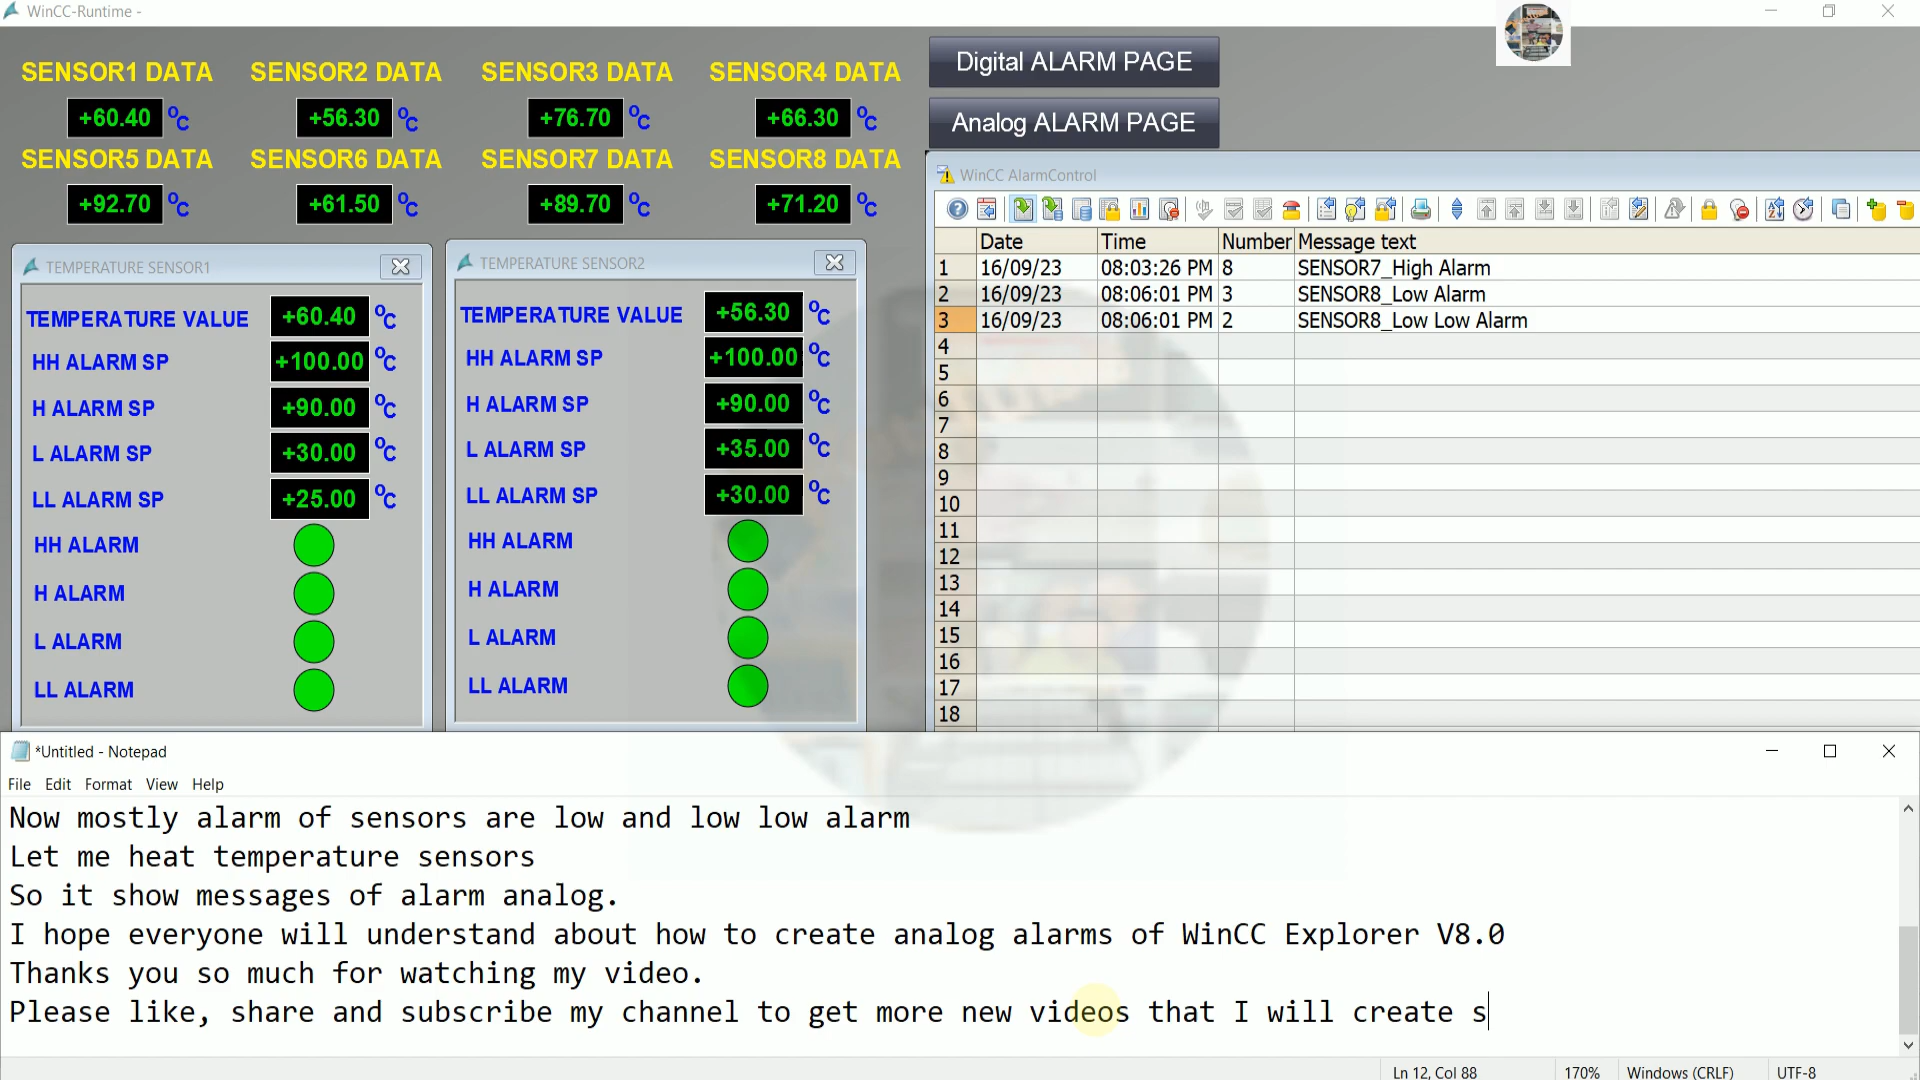 WinCC-Runtime -
SENSOR1 DATA SENSOR2 DATA SENSOR3 DATA SENSOR4 DATA
+60.40 °C +56.30 °C +76.70 °C +66.30 °C
SENSOR5 DATA SENSOR6 DATA SENSOR7 DATA SENSOR8 DATA
+92.70 °C +61.50 °C +89.70 °C +71.20 °C
Digital ALARM PAGE
Analog ALARM PAGE
TEMPERATURE SENSOR1
TEMPERATURE VALUE +60.40 °C
HH ALARM SP +100.00 °C
H ALARM SP +90.00 °C
L ALARM SP +30.00 °C
LL ALARM SP +25.00 °C
HH ALARM
H ALARM
L ALARM
LL ALARM
TEMPERATURE SENSOR2
TEMPERATURE VALUE +56.30 °C
HH ALARM SP +100.00 °C
H ALARM SP +90.00 °C
L ALARM SP +35.00 °C
LL ALARM SP +30.00 °C
HH ALARM
H ALARM
L ALARM
LL ALARM
WinCC AlarmControl
Date Time Number Message text
1 16/09/23 08:03:26 PM 8 SENSOR7_High Alarm
2 16/09/23 08:06:01 PM 3 SENSOR8_Low Alarm
3 16/09/23 08:06:01 PM 2 SENSOR8_Low Low Alarm
4
5
6
7
8
9
10
11
12
13
14
15
16
17
18
*Untitled - Notepad
File Edit Format View Help
Now mostly alarm of sensors are low and low low alarm
Let me heat temperature sensors
So it show messages of alarm analog.
I hope everyone will understand about how to create analog alarms of WinCC Explorer V8.0
Thanks you so much for watching my video.
Please like, share and subscribe my channel to get more new videos that I will create s
Ln 12, Col 88 170% Windows (CRLF) UTF-8